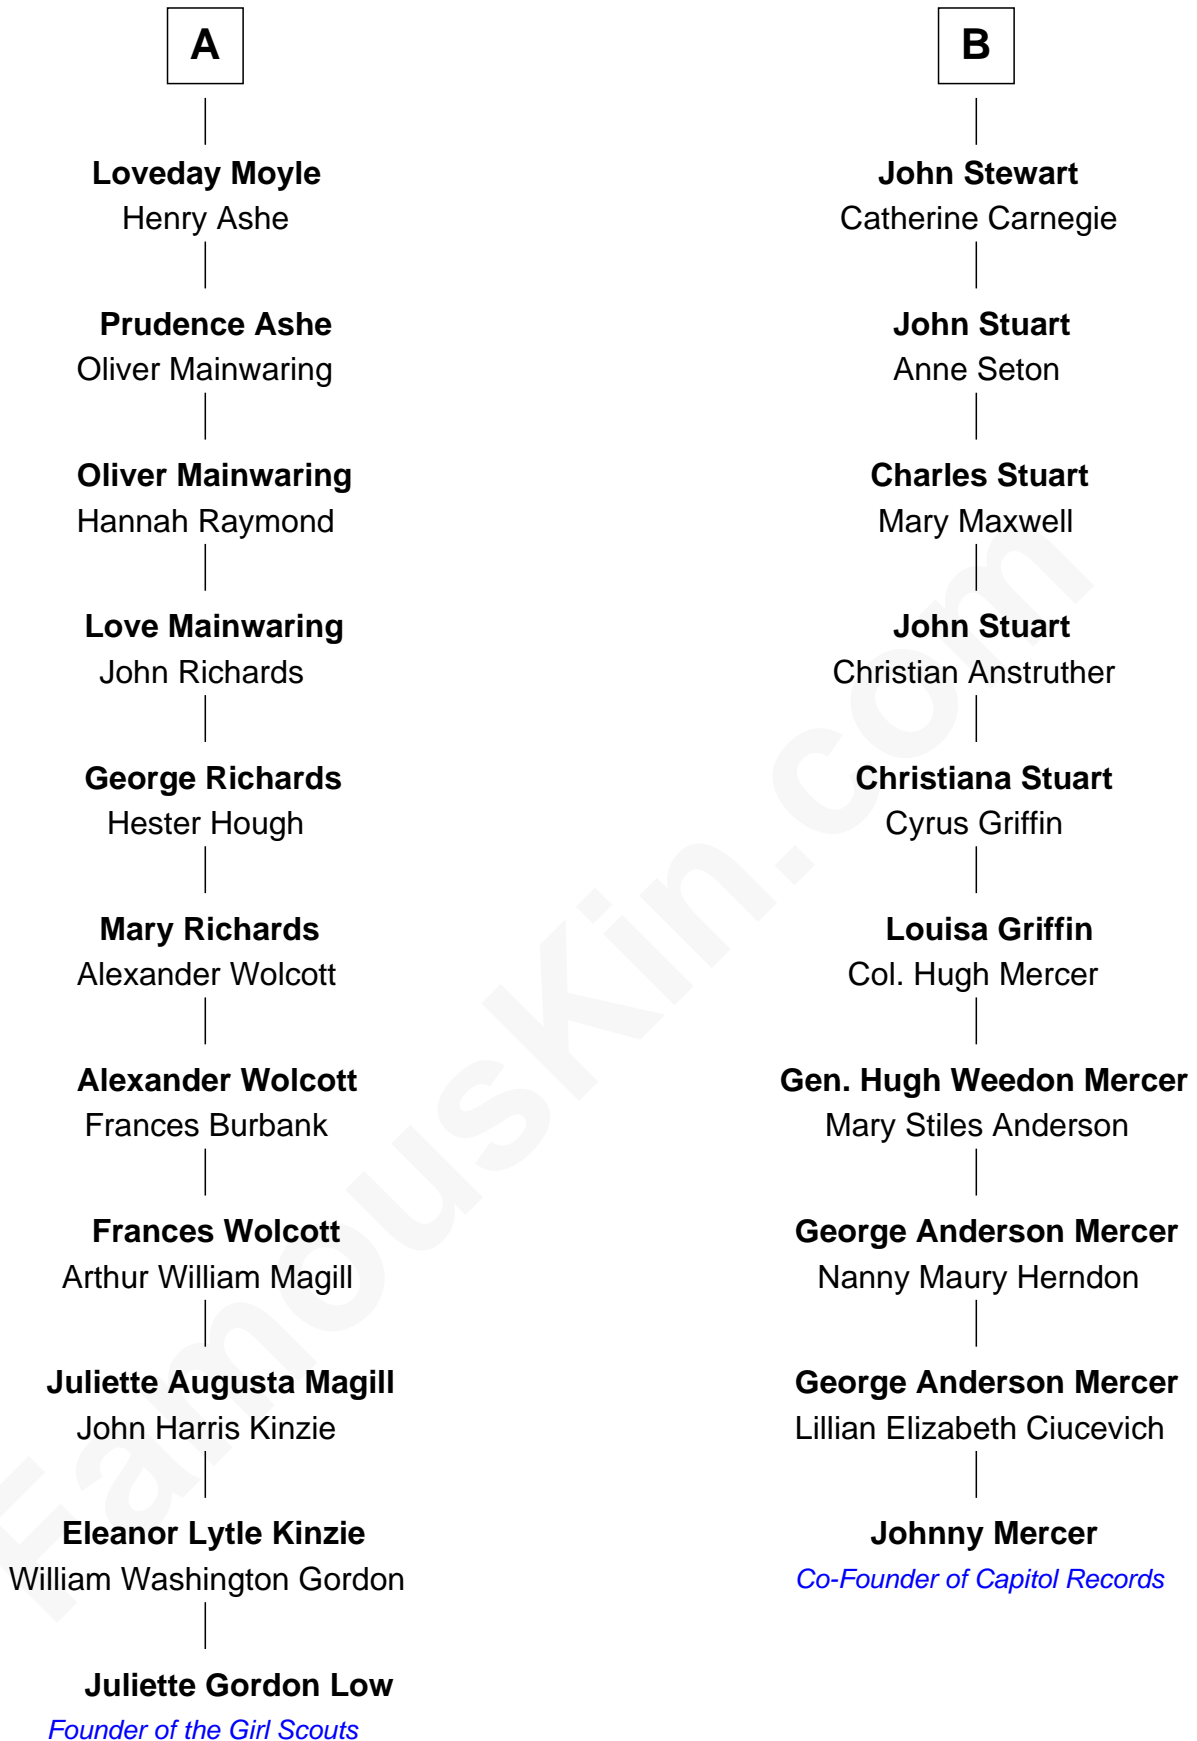 A
Loveday Moyle
Henry Ashe
Prudence Ashe
Oliver Mainwaring
Oliver Mainwaring
Hannah Raymond
Love Mainwaring
John Richards
George Richards
Hester Hough
Mary Richards
Alexander Wolcott
Alexander Wolcott
Frances Burbank
Frances Wolcott
Arthur William Magill
Juliette Augusta Magill
John Harris Kinzie
Eleanor Lytle Kinzie
William Washington Gordon
Juliette Gordon Low
Founder of the Girl Scouts
B
John Stewart
Catherine Carnegie
John Stuart
Anne Seton
Charles Stuart
Mary Maxwell
John Stuart
Christian Anstruther
Christiana Stuart
Cyrus Griffin
Louisa Griffin
Col. Hugh Mercer
Gen. Hugh Weedon Mercer
Mary Stiles Anderson
George Anderson Mercer
Nanny Maury Herndon
George Anderson Mercer
Lillian Elizabeth Ciucevich
Johnny Mercer
Co-Founder of Capitol Records
FamousKin.com